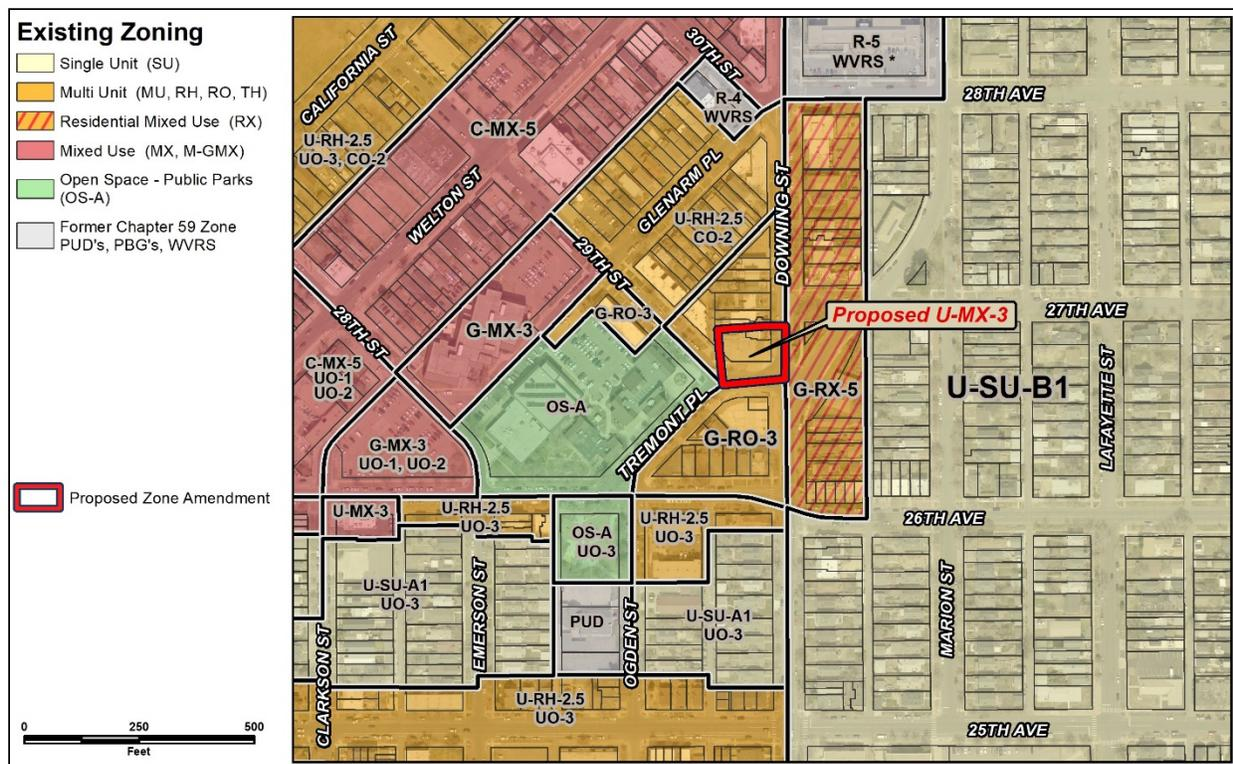 Existing Zoning
Single Unit (SU)
Multi Unit (MU, RH, RO, TH)
Residential Mixed Use (RX)
Mixed Use (MX, M-GMX)
Open Space - Public Parks
(OS-A)
Former Chapter 59 Zone
PUD's, PBG's, WVRS
Proposed Zone Amendment
0 250 500
Feet
CALIFORNIA ST
30TH ST
R-5
WVRS *
28TH AVE
R-4
WVRS
C-MX-5
U-RH-2.5
UO-3, CO-2
WELTON ST
GLENARM PL
DOWNING ST
U-RH-2.5
CO-2
29TH ST
27TH AVE
Proposed U-MX-3
G-RO-3
28TH ST
G-MX-3
C-MX-5
UO-1
UO-2
OS-A
G-RX-5
U-SU-B1
LAFAYETTE ST
TREMONT PL
G-RO-3
G-MX-3
UO-1, UO-2
U-MX-3
U-RH-2.5
UO-3
OS-A
UO-3
U-RH-2.5
UO-3
26TH AVE
U-SU-A1
UO-3
EMERSON ST
PUD
OGDEN ST
U-SU-A1
UO-3
MARION ST
CLARKSON ST
U-RH-2.5
UO-3
25TH AVE